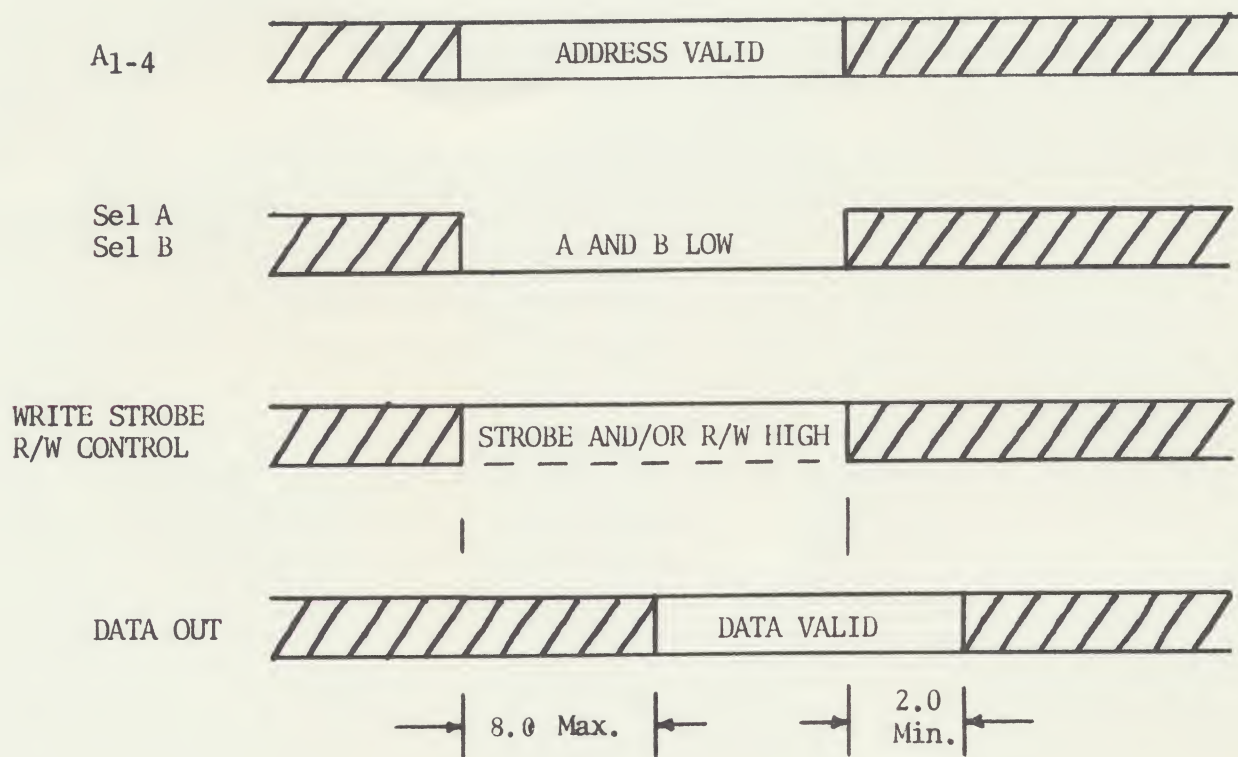 A1-4
ADDRESS VALID
Sel A
Sel B
A AND B LOW
WRITE STROBE
R/W CONTROL
STROBE AND/OR R/W HIGH
DATA OUT
DATA VALID
8.0 Max.
2.0
Min.